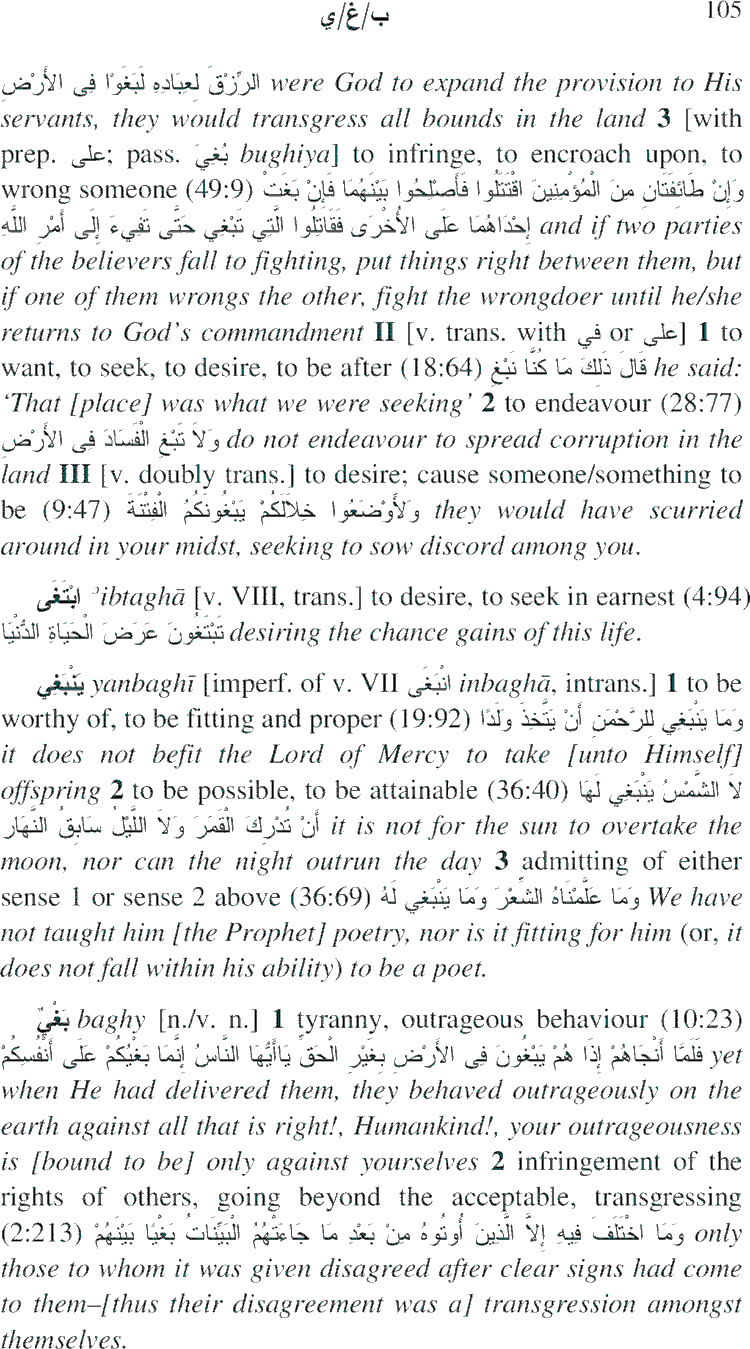 ب/غ/ي 105
الرِّزْقَ لِعِبَادِهِ لَبَغَوْا فِى الأَرْضِ were God to expand the provision to His
servants, they would transgress all bounds in the land 3 [with
prep. على; pass. بُغِيَ bughiya] to infringe, to encroach upon, to
wrong someone (49:9) وَإِنْ طَائِفَتَانِ مِنَ الْمُؤْمِنِينَ اقْتَتَلُوا فَأَصْلِحُوا بَيْنَهُمَا فَإِنْ بَغَتْ
إِحْدَاهُمَا عَلَى الأُخْرَى فَقَاتِلُوا الَّتِي تَبْغِي حَتَّى تَفِيءَ إِلَى أَمْرِ اللَّهِ and if two parties
of the believers fall to fighting, put things right between them, but
if one of them wrongs the other, fight the wrongdoer until he/she
returns to God’s commandment II [v. trans. with في or على] 1 to
want, to seek, to desire, to be after (18:64) قَالَ ذَلِكَ مَا كُنَّا نَبْغِ he said:
‘That [place] was what we were seeking’ 2 to endeavour (28:77)
وَلاَ تَبْغِ الْفَسَادَ فِى الأَرْضِ do not endeavour to spread corruption in the
land III [v. doubly trans.] to desire; cause someone/something to
be (9:47) وَلأَوْضَعُوا خِلاَلَكُمْ يَبْغُونَكُمُ الْفِتْنَةَ they would have scurried
around in your midst, seeking to sow discord among you.
ابْتَغَى ʾibtaghā [v. VIII, trans.] to desire, to seek in earnest (4:94)
تَبْتَغُونَ عَرَضَ الْحَيَاةِ الدُّنْيَا desiring the chance gains of this life.
يَنْبَغِي yanbaghī [imperf. of v. VII انْبَغَى inbaghā, intrans.] 1 to be
worthy of, to be fitting and proper (19:92) وَمَا يَنْبَغِي لِلرَّحْمَنِ أَنْ يَتَّخِذَ وَلَدًا
it does not befit the Lord of Mercy to take [unto Himself]
offspring 2 to be possible, to be attainable (36:40) لاَ الشَّمْسُ يَنْبَغِي لَهَا
أَنْ تُدْرِكَ الْقَمَرَ وَلاَ اللَّيْلُ سَابِقُ النَّهَارِ it is not for the sun to overtake the
moon, nor can the night outrun the day 3 admitting of either
sense 1 or sense 2 above (36:69) وَمَا عَلَّمْنَاهُ الشِّعْرَ وَمَا يَنْبَغِي لَهُ We have
not taught him [the Prophet] poetry, nor is it fitting for him (or, it
does not fall within his ability) to be a poet.
بَغْيٌ baghy [n./v. n.] 1 tyranny, outrageous behaviour (10:23)
فَلَمَّا أَنْجَاهُمْ إِذَا هُمْ يَبْغُونَ فِى الأَرْضِ بِغَيْرِ الْحَقِّ يَاأَيُّهَا النَّاسُ إِنَّمَا بَغْيُكُمْ عَلَى أَنْفُسِكُمْ yet
when He had delivered them, they behaved outrageously on the
earth against all that is right!, Humankind!, your outrageousness
is [bound to be] only against yourselves 2 infringement of the
rights of others, going beyond the acceptable, transgressing
(2:213) وَمَا اخْتَلَفَ فِيهِ إِلاَّ الَّذِينَ أُوتُوهُ مِنْ بَعْدِ مَا جَاءَتْهُمُ الْبَيِّنَاتُ بَغْيًا بَيْنَهُمْ only
those to whom it was given disagreed after clear signs had come
to them–[thus their disagreement was a] transgression amongst
themselves.